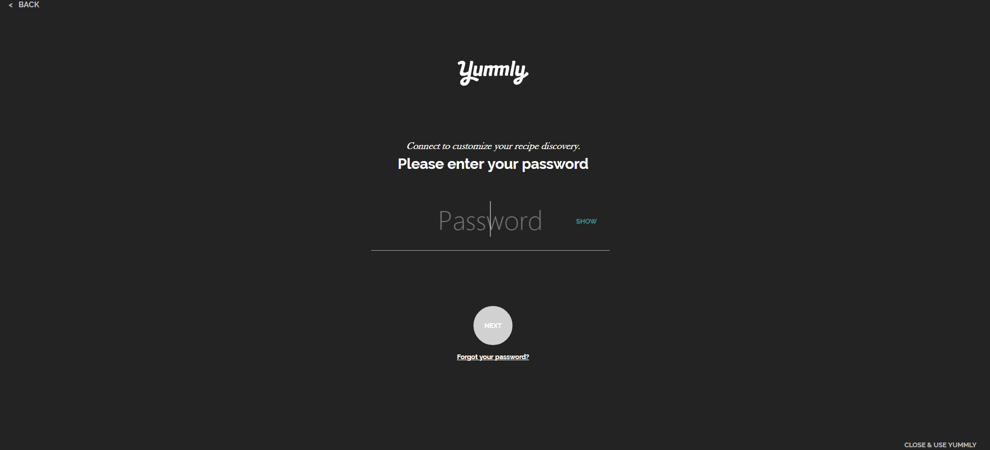 < BACK
Yummly
Connect to customize your recipe discovery.
Please enter your password
Password
SHOW
NEXT
Forgot your password?
CLOSE & USE YUMMLY